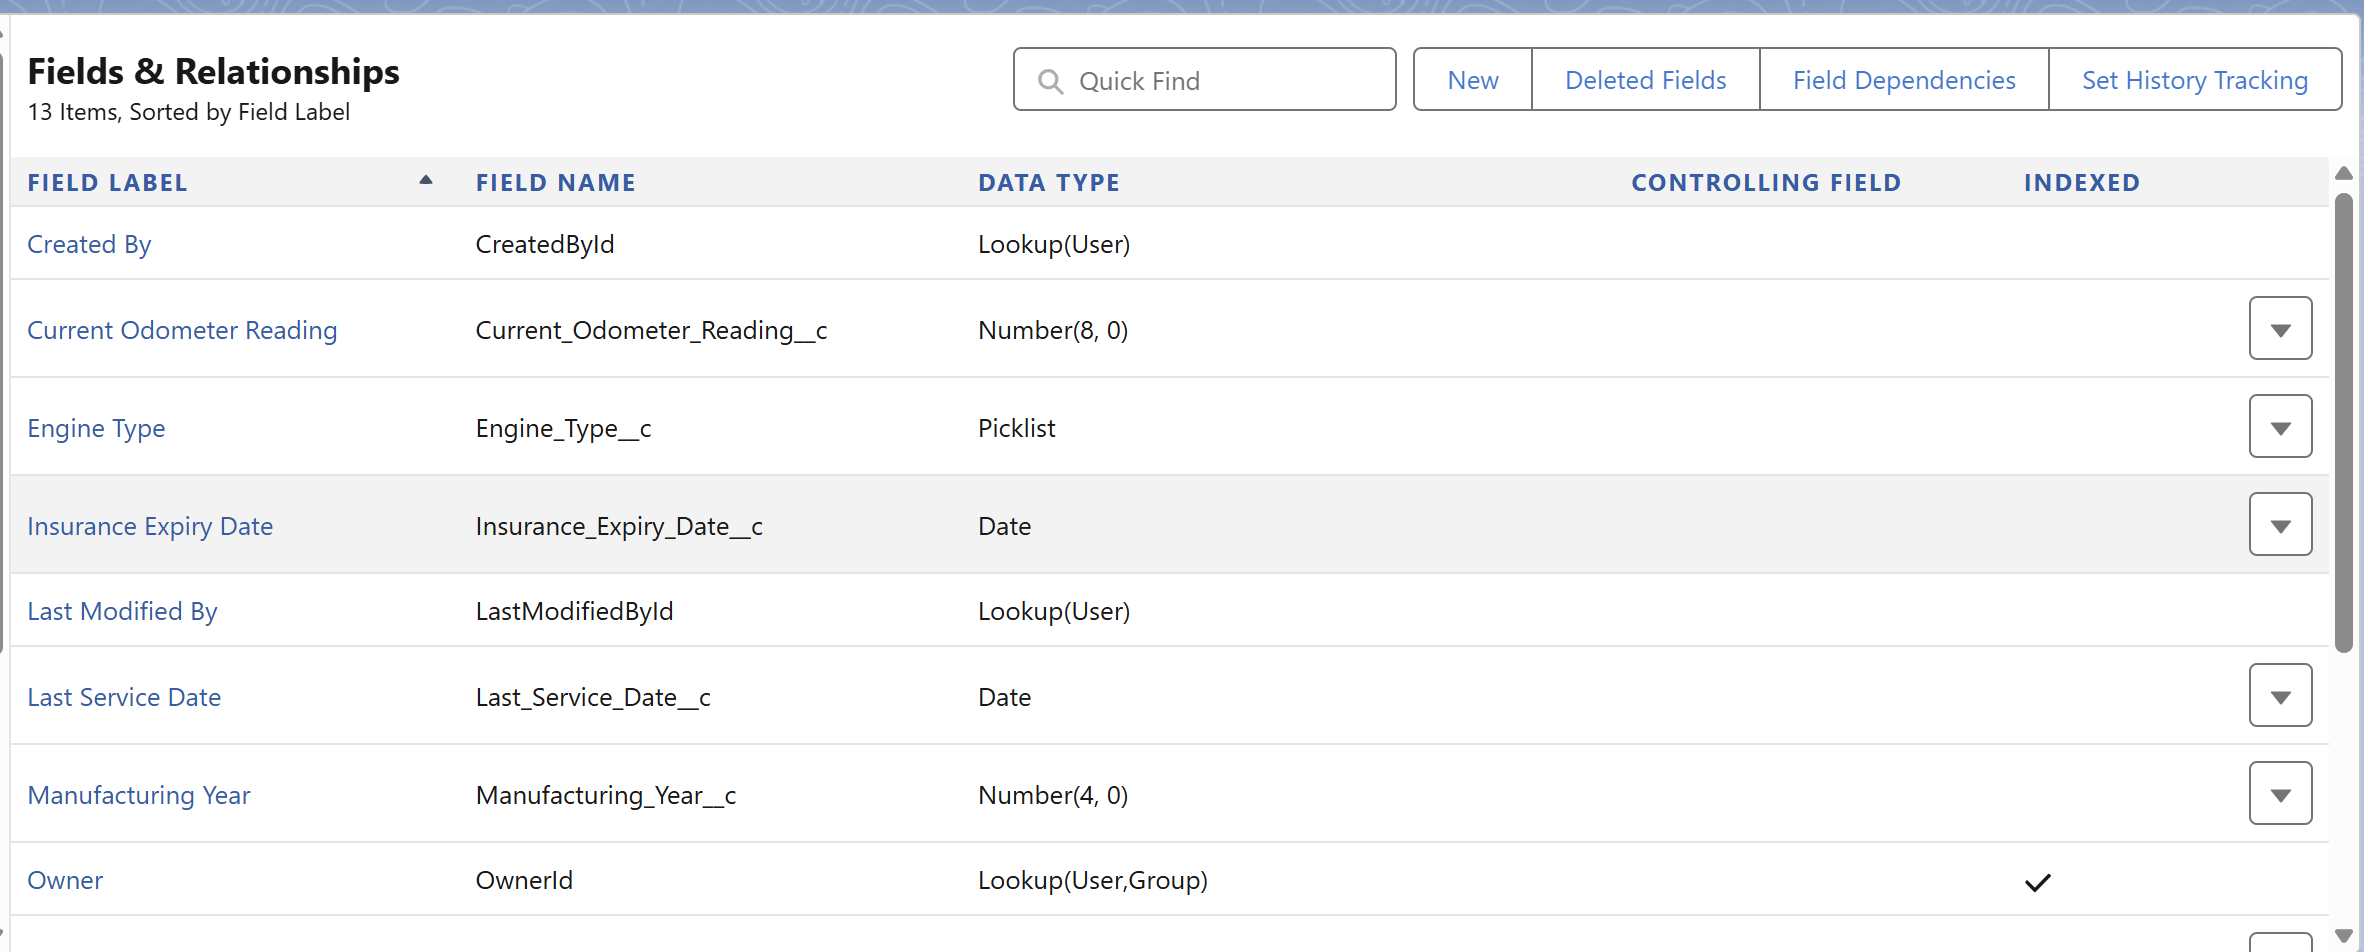 Fields & Relationships
13 Items, Sorted by Field Label
Quick Find
New
Deleted Fields
Field Dependencies
Set History Tracking
FIELD LABEL FIELD NAME DATA TYPE CONTROLLING FIELD INDEXED
Created By CreatedById Lookup(User)
Current Odometer Reading Current_Odometer_Reading__c Number(8, 0)
Engine Type Engine_Type__c Picklist
Insurance Expiry Date Insurance_Expiry_Date__c Date
Last Modified By LastModifiedById Lookup(User)
Last Service Date Last_Service_Date__c Date
Manufacturing Year Manufacturing_Year__c Number(4, 0)
Owner OwnerId Lookup(User,Group)